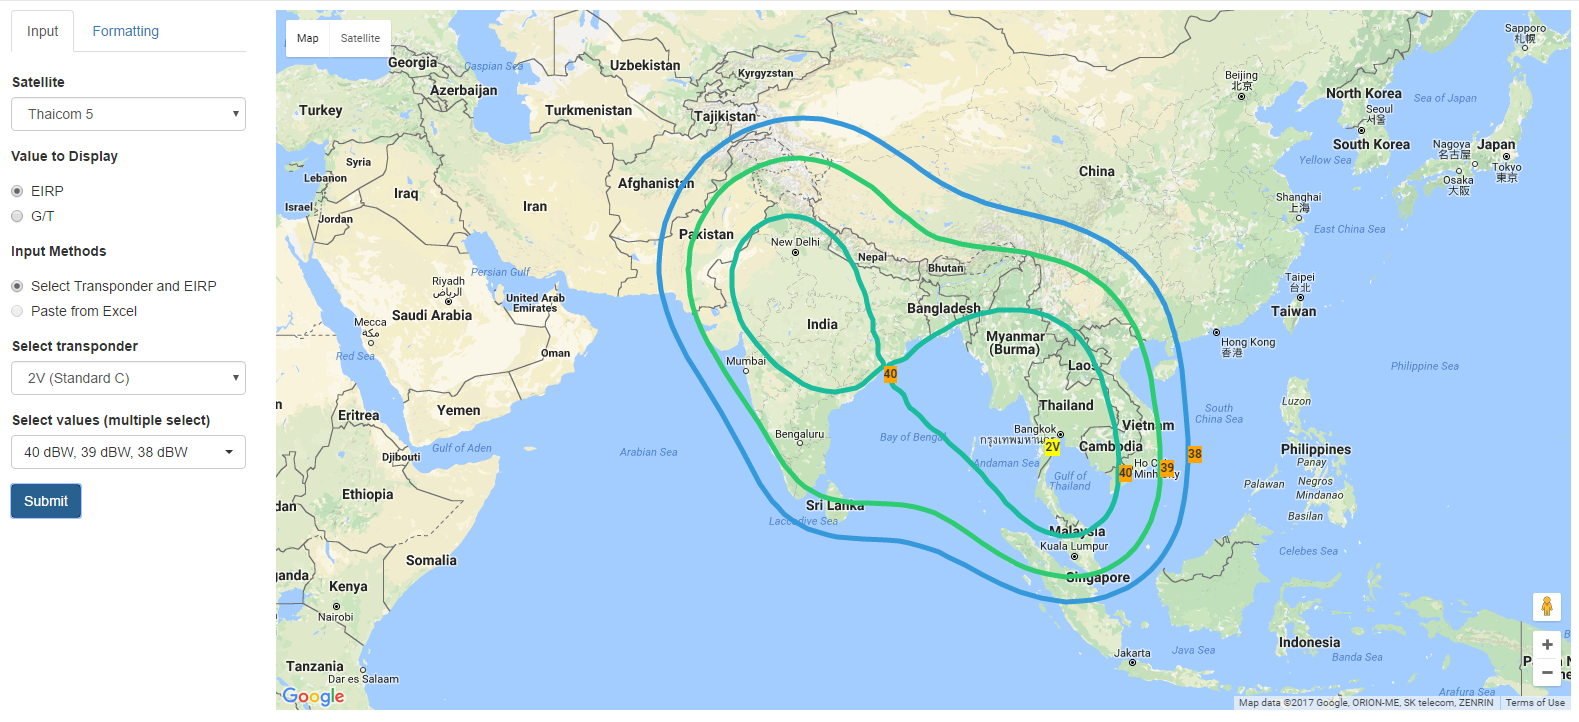 Input
Formatting
Satellite
Thaicom 5
Value to Display
EIRP
G/T
Input Methods
Select Transponder and EIRP
Paste from Excel
Select transponder
2V (Standard C)
Select values (multiple select)
40 dBW, 39 dBW, 38 dBW
Submit
Map
Satellite
Georgia
Caspian Sea
Azerbaijan
Uzbekistan
Kyrgyzstan
Turkey
Turkmenistan
Tajikistan
Beijing
北京
North Korea
Sea of Japan
Sapporo
札幌
Seoul
서울
South Korea
Nagoya
名古屋
Japan
Tokyo
東京
Osaka
大阪
Yellow Sea
Syria
Lebanon
Iraq
Israel
Jordan
Iran
Afghanistan
China
Shanghai
上海
East China Sea
Pakistan
New Delhi
Nepal
Bhutan
Persian Gulf
Riyadh
الرياض
United Arab
Emirates
Saudi Arabia
Mecca
مكة
Red Sea
Oman
Yemen
India
Bangladesh
Myanmar
(Burma)
Taipei
台北
Taiwan
Hong Kong
香港
Mumbai
40
Laos
Philippine Sea
Thailand
South
China Sea
Luzon
Eritrea
Gulf of Aden
Djibouti
Arabian Sea
Bengaluru
Bay of Bengal
Bangkok
กรุงเทพมหาน
2V
Vietnam
Cambodia
Andaman Sea
Gulf of
Thailand
40
Ho C
Minh City
39
38
Philippines
Panay
Palawan
Negros
Mindanao
Basilan
dan
Ethiopia
Sri Lanka
Laccadive Sea
Malaysia
Kuala Lumpur
Celebes Sea
Somalia
anda
Kenya
Nairobi
Singapore
Tanzania
Dar es Salaam
Jakarta
Java Sea
Indonesia
Banda Sea
Arafura Sea
Google
Map data ©2017 Google, ORION-ME, SK telecom, ZENRIN
Terms of Use